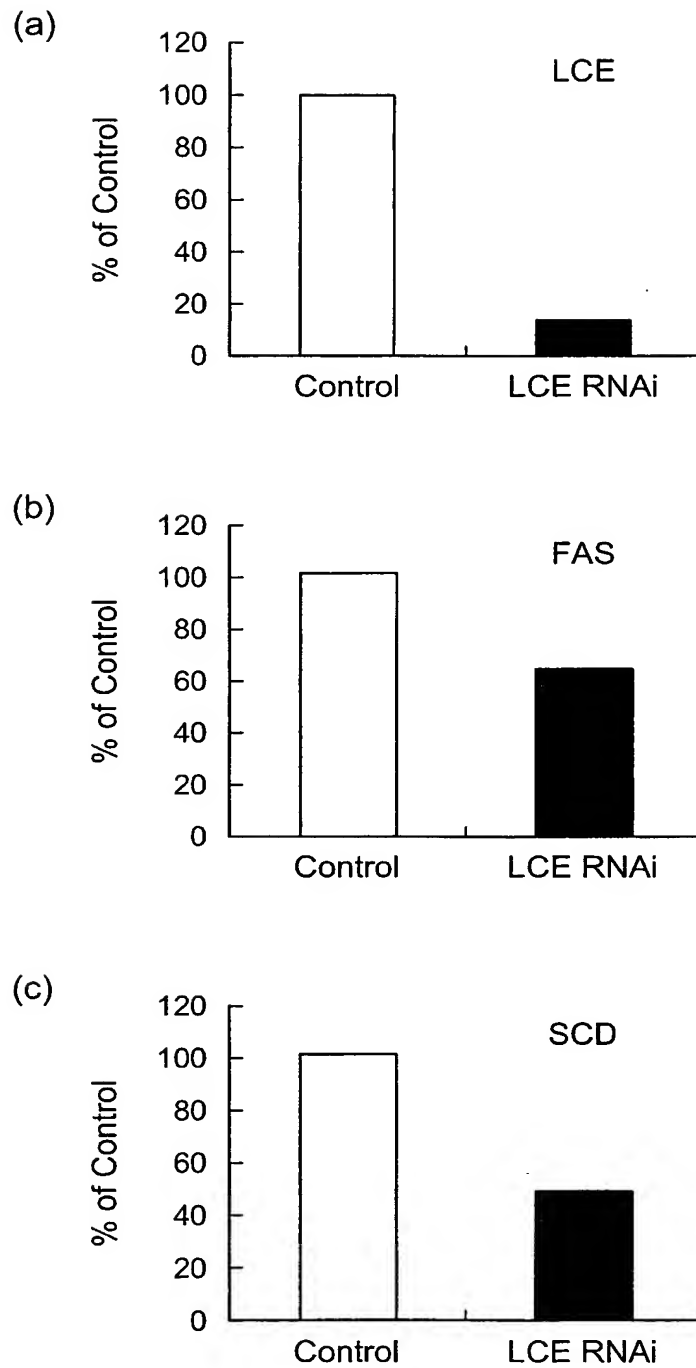 (a)
LCE
% of Control
120
100
80
60
40
20
0
Control LCE RNAi
(b)
FAS
% of Control
120
100
80
60
40
20
0
Control LCE RNAi
(c)
SCD
% of Control
120
100
80
60
40
20
0
Control LCE RNAi